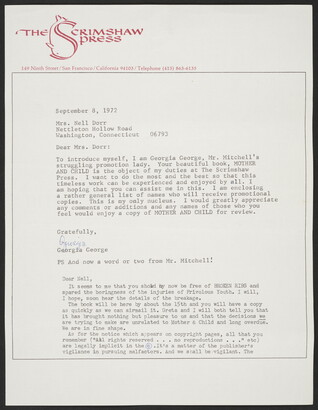 THE SCRIMSHAW
PRESS
149 Ninth Street / San Francisco / California 94103 / Telephone (415)
September 8, 1972
Mrs. Nell Dorr
Nettleton Hollow Road
Washington, Connecticut 06793
Dear Mrs. Dorr:
To introduce myself, I am Georgia George, Mr. Mitchell's
struggling promotion lady. Your beautiful book, MOTHER
AND CHILD is the object of my duties at The Scrimshaw
Press. I want to do the most and the best so that this
timeless work can be experienced and enjoyed by all. I
am hoping that you can assist me in this. I am enclosing
a rather general list of names who will receive promotional
copies. This is my only nucleus. I would greatly appreciate
any comments or additions and any names of those who you
feel would enjoy a copy of MOTHER AND CHILD for review.
Gratefully,
Georgia
Georgia George
PS And now a word or two from Mr. Mitchell!
Dear Nell,
It seems to me that you should by now be free of
spared the boringness of the injuries of frivolous Youth. I will,
I hope, soon hear the details of the breakage.
The book will be here by about the 15th and you will have a copy
as quickly as we can airmail it. Greta and I will both tell you that
it has brought nothing but pleasure to us and that the decisions we
are trying to make are unrelated to Mother & Child and long overdue.
We are in fine shape.
As for the notice which appears on copyright pages, all that you
remember ("All rights reserved . . . no reproductions . . ." etc)
are legally implicit in the ©. It's a matter of the publisher's
vigilance in pursuing malfactors. And we shall be vigilant. The